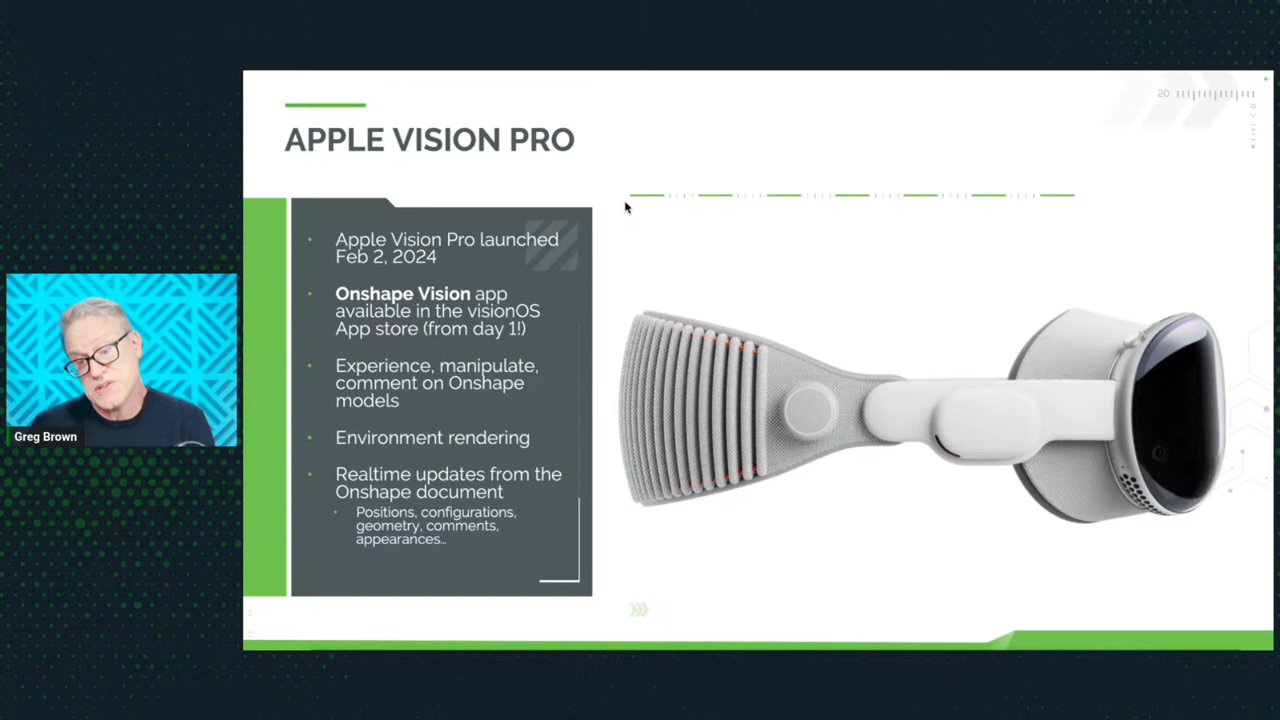 20
APPLE VISION PRO
Apple Vision Pro launched
Feb 2, 2024
Onshape Vision app
available in the visionOS
App store (from day 1!)
Experience, manipulate,
comment on Onshape
models
Environment rendering
Realtime updates from the
Onshape document
Positions, configurations,
geometry, comments,
appearances…
Greg Brown